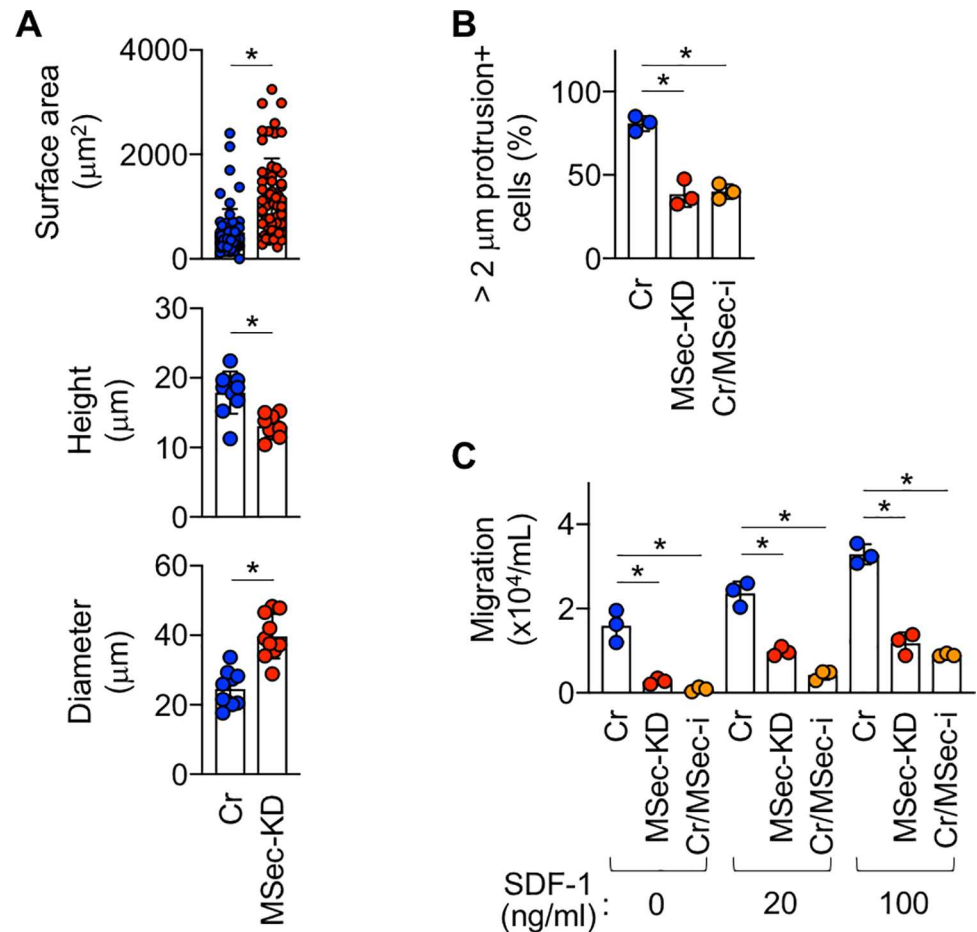 A
Surface area
(μm²)
4000
2000
0
*
Height
(μm)
30
20
10
0
*
Diameter
(μm)
60
40
20
0
*
Cr
MSec-KD
B
> 2 μm protrusion+
cells (%)
100
50
0
*
*
Cr
MSec-KD
Cr/MSec-i
C
Migration
(x10⁴/mL)
4
2
0
*
*
*
*
*
*
Cr
MSec-KD
Cr/MSec-i
Cr
MSec-KD
Cr/MSec-i
Cr
MSec-KD
Cr/MSec-i
SDF-1
(ng/ml) : 0 20 100